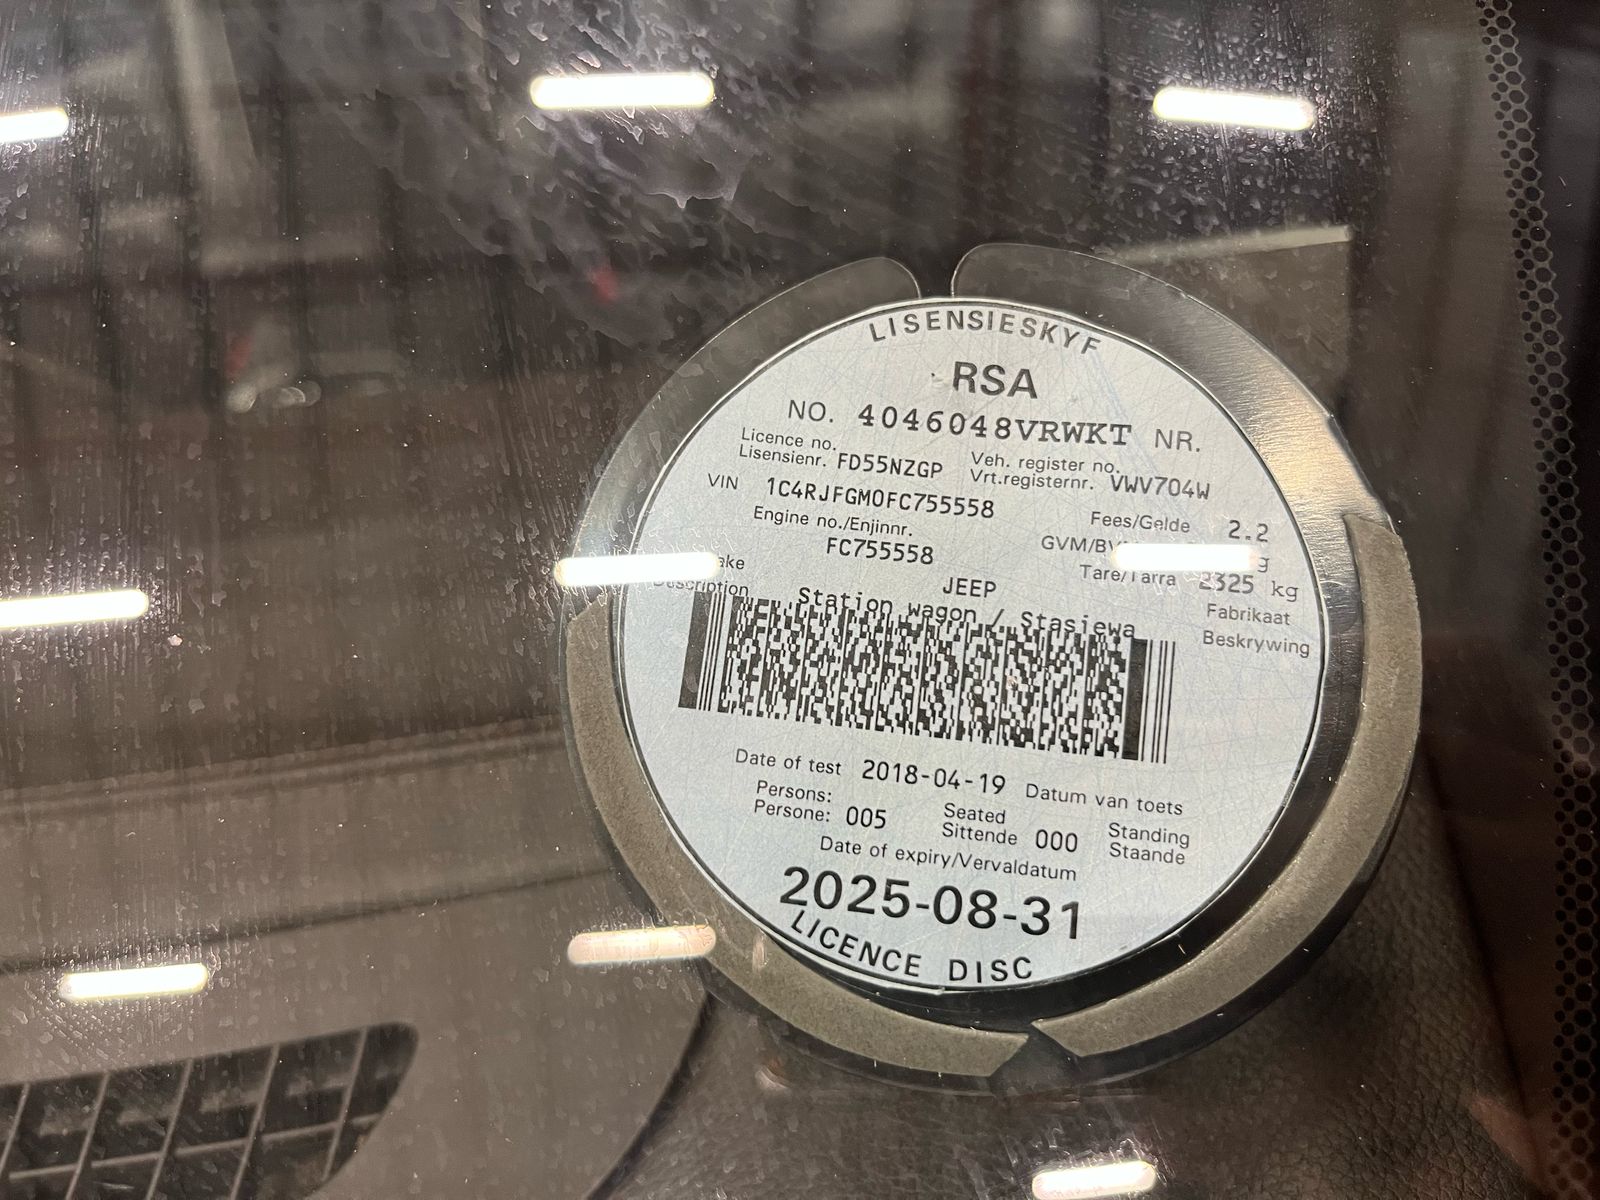 LISENSIESKYF
RSA
NO. 4046048VRWKT NR.
Licence no.
Lisensienr. FD55NZGP
Veh. register no.
Vrt.registernr. VWV704W
VIN 1C4RJFGM0FC755558
Fees/Gelde 2.2
Engine no./Enjinnr.
FC755558
GVM/
Tare/Tarra 2325 kg
JEEP Fabrikaat
Description Station wagon / Stasiewa Beskrywing
Date of test 2018-04-19 Datum van toets
Persons:
Persone: 005
Seated
Sittende 000
Standing
Staande
Date of expiry/Vervaldatum
2025-08-31
LICENCE DISC